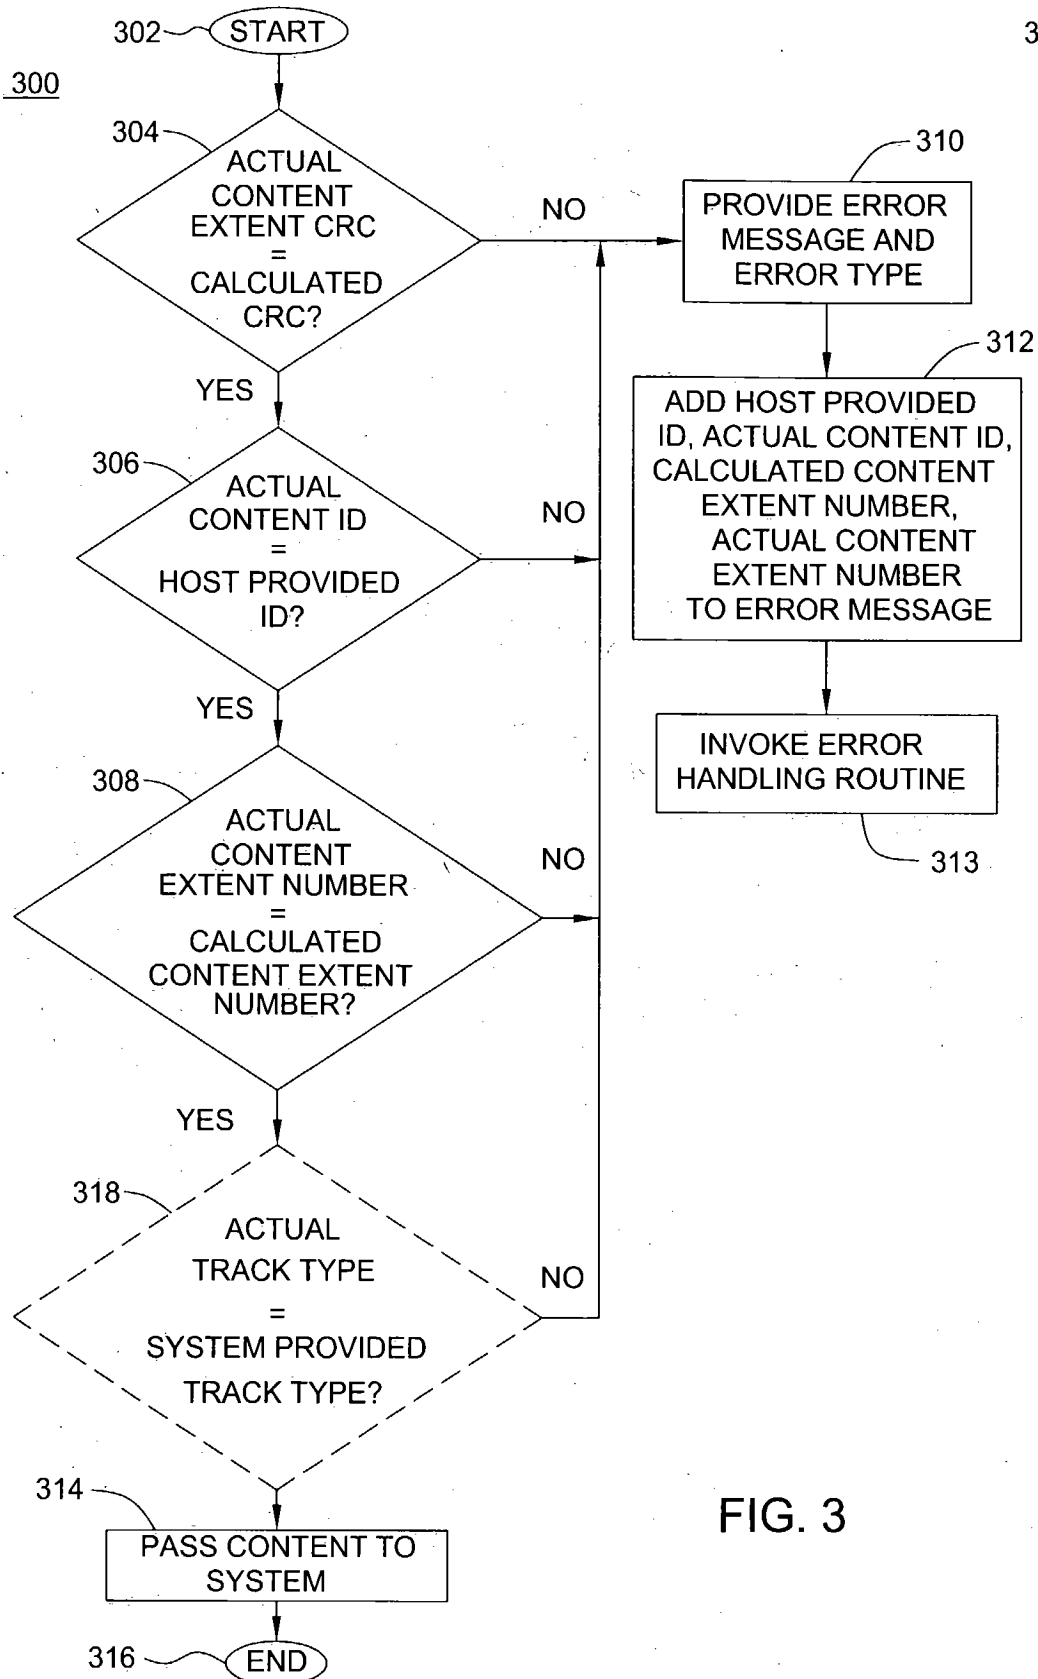 302
START
3
300
304
ACTUAL
CONTENT
EXTENT CRC
=
CALCULATED
CRC?
NO
310
PROVIDE ERROR
MESSAGE AND
ERROR TYPE
YES
312
ADD HOST PROVIDED
ID, ACTUAL CONTENT ID,
CALCULATED CONTENT
EXTENT NUMBER,
ACTUAL CONTENT
EXTENT NUMBER
TO ERROR MESSAGE
306
ACTUAL
CONTENT ID
=
HOST PROVIDED
ID?
NO
YES
INVOKE ERROR
HANDLING ROUTINE
313
308
ACTUAL
CONTENT
EXTENT NUMBER
=
CALCULATED
CONTENT EXTENT
NUMBER?
NO
YES
318
ACTUAL
TRACK TYPE
=
SYSTEM PROVIDED
TRACK TYPE?
NO
314
PASS CONTENT TO
SYSTEM
316
END
FIG. 3